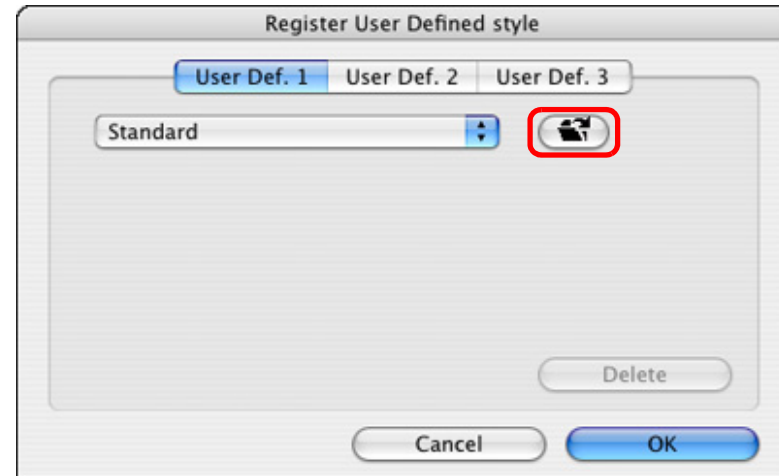 Register User Defined style
User Def. 1 User Def. 2 User Def. 3
Standard
Delete
Cancel OK